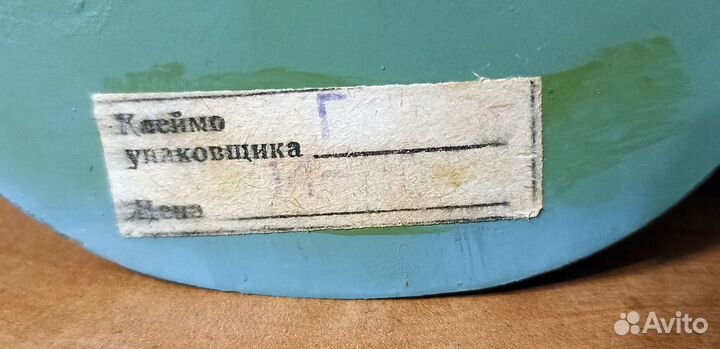 Клеймо
Г
упаковщика
Цена
Avito